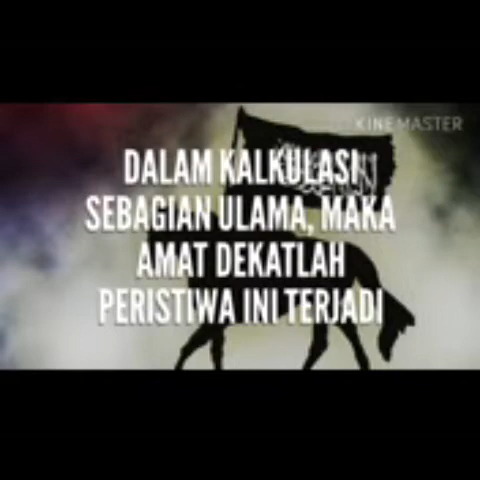 KINEMASTER
DALAM KALKULASI
SEBAGIAN ULAMA, MAKA
AMAT DEKATLAH
PERISTIWA INI TERJADI